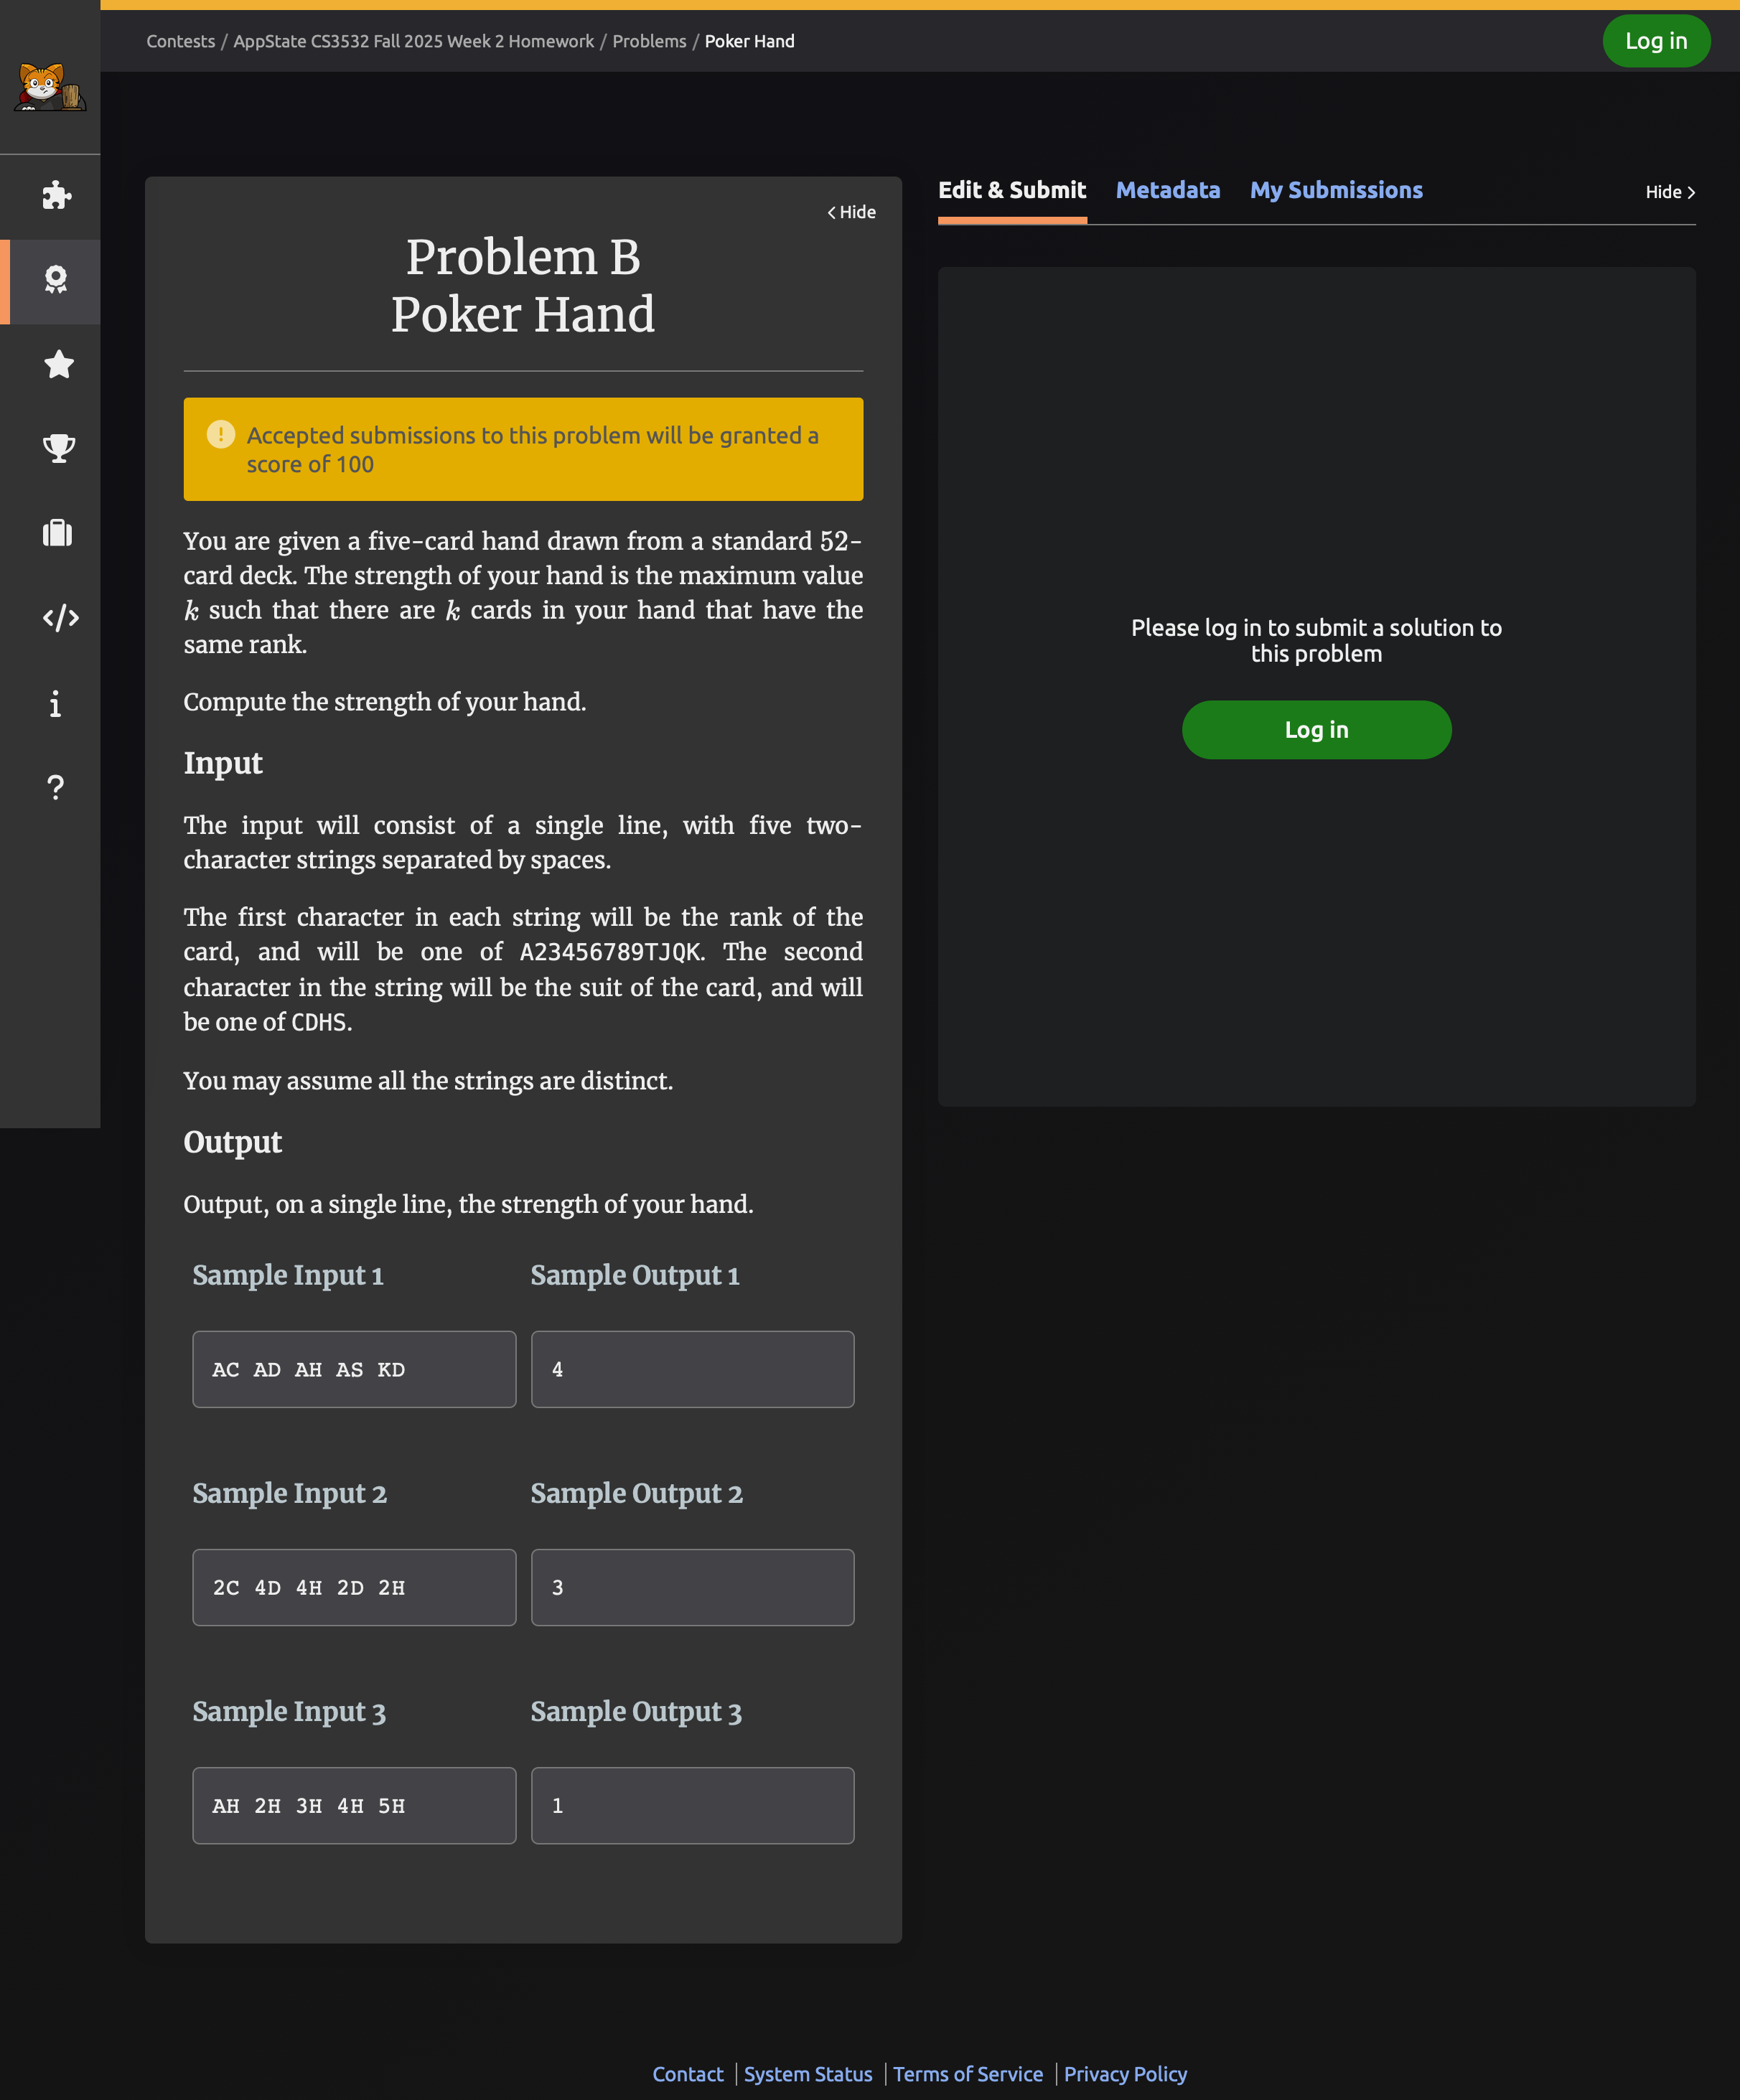 Contests / AppState CS3532 Fall 2025 Week 2 Homework / Problems / Poker Hand
Log in
Hide
Problem B
Poker Hand
Accepted submissions to this problem will be granted a
score of 100
You are given a five-card hand drawn from a standard 52-
card deck. The strength of your hand is the maximum value
k such that there are k cards in your hand that have the
same rank.
Compute the strength of your hand.
Input
The input will consist of a single line, with five two-
character strings separated by spaces.
The first character in each string will be the rank of the
card, and will be one of A23456789TJQK. The second
character in the string will be the suit of the card, and will
be one of CDHS.
You may assume all the strings are distinct.
Output
Output, on a single line, the strength of your hand.
Sample Input 1
Sample Output 1
AC AD AH AS KD
4
Sample Input 2
Sample Output 2
2C 4D 4H 2D 2H
3
Sample Input 3
Sample Output 3
AH 2H 3H 4H 5H
1
Edit & Submit
Metadata
My Submissions
Hide
Please log in to submit a solution to
this problem
Log in
Contact
System Status
Terms of Service
Privacy Policy